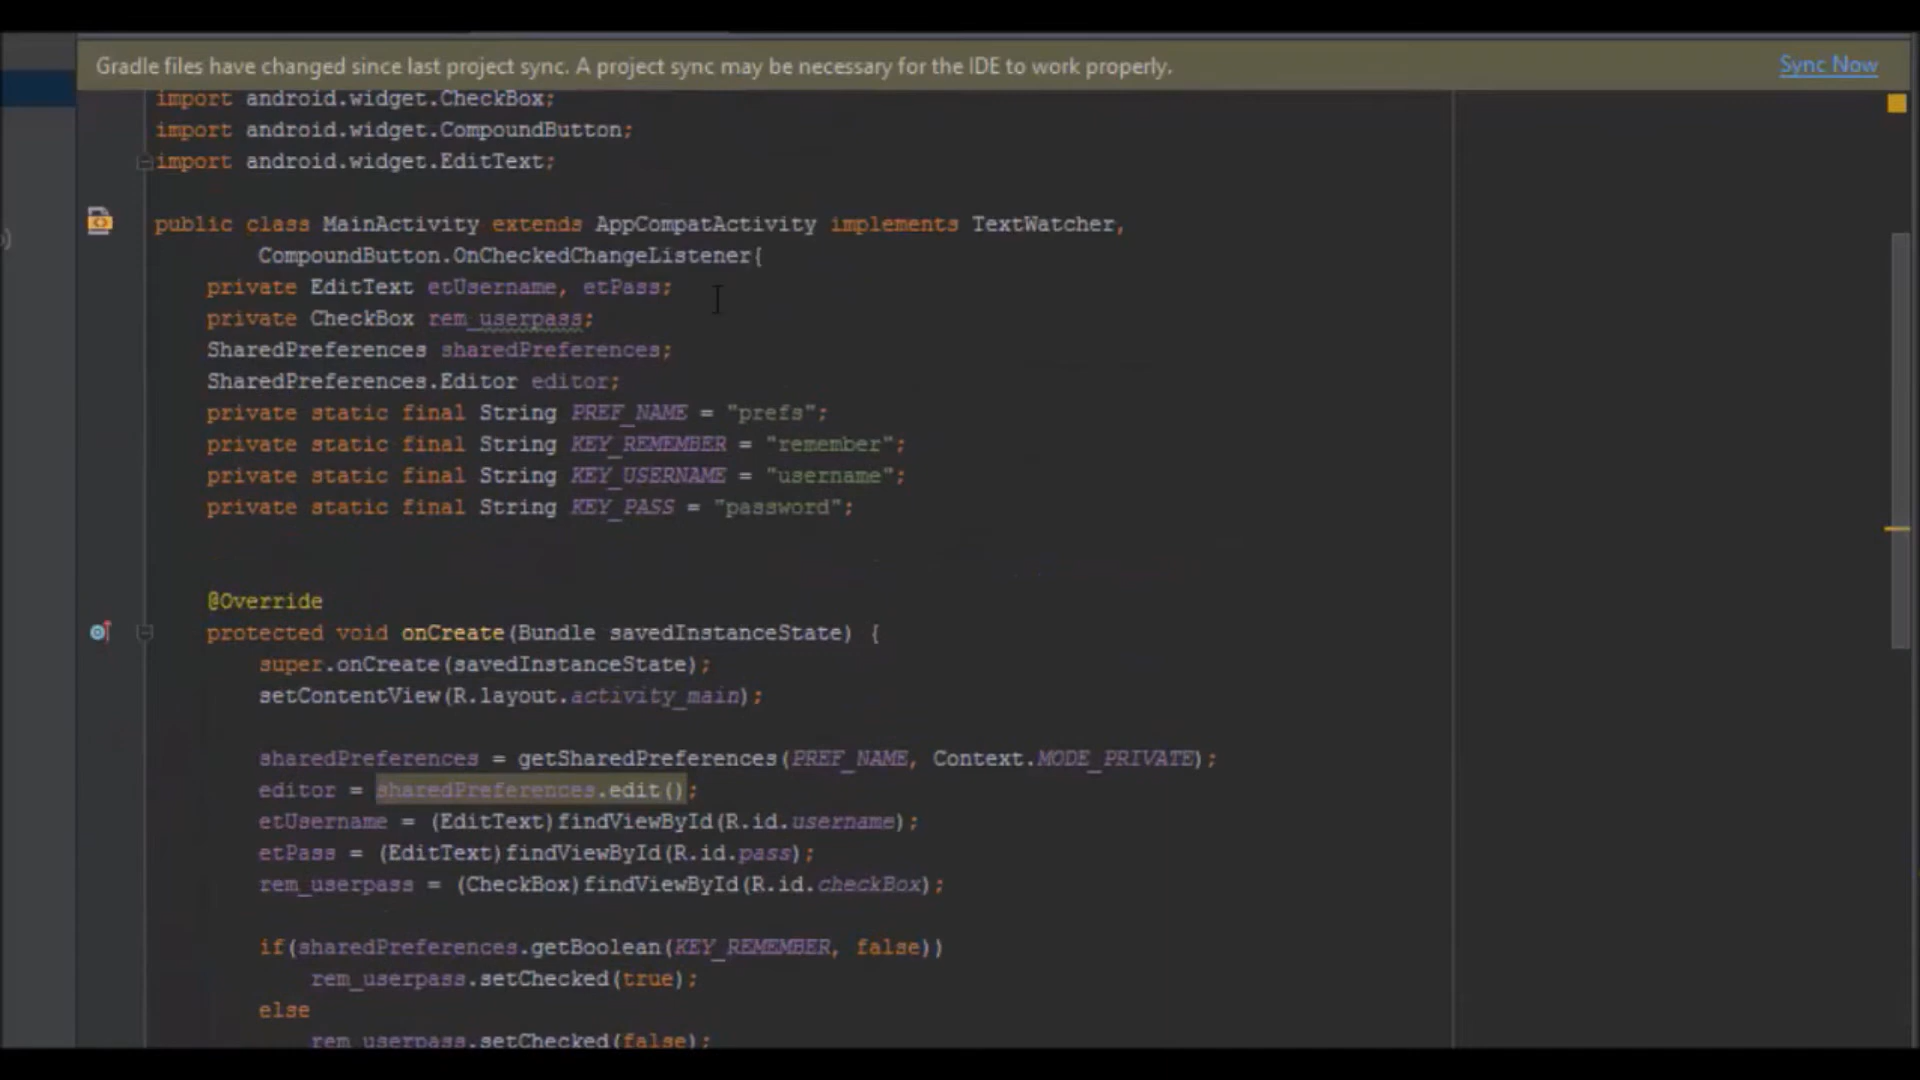 Gradle files have changed since last project sync. A project sync may be necessary for the IDE to work properly. Sync Now
import android.widget.CheckBox;
import android.widget.CompoundButton;
import android.widget.EditText;
public class MainActivity extends AppCompatActivity implements TextWatcher,
CompoundButton.OnCheckedChangeListener{
private EditText etUsername, etPass;
private CheckBox rem_userpass;
SharedPreferences sharedPreferences;
SharedPreferences.Editor editor;
private static final String PREF_NAME = "prefs";
private static final String KEY_REMEMBER = "remember";
private static final String KEY_USERNAME = "username";
private static final String KEY_PASS = "password";
@Override
protected void onCreate(Bundle savedInstanceState) {
super.onCreate(savedInstanceState);
setContentView(R.layout.activity_main);
sharedPreferences = getSharedPreferences(PREF_NAME, Context.MODE_PRIVATE);
editor = sharedPreferences.edit();
etUsername = (EditText)findViewById(R.id.username);
etPass = (EditText)findViewById(R.id.pass);
rem_userpass = (CheckBox)findViewById(R.id.checkBox);
if(sharedPreferences.getBoolean(KEY_REMEMBER, false))
rem_userpass.setChecked(true);
else
rem_userpass.setChecked(false);